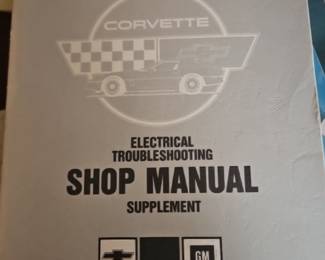 CORVETTE
ELECTRICAL
TROUBLESHOOTING
SHOP MANUAL
SUPPLEMENT
GM